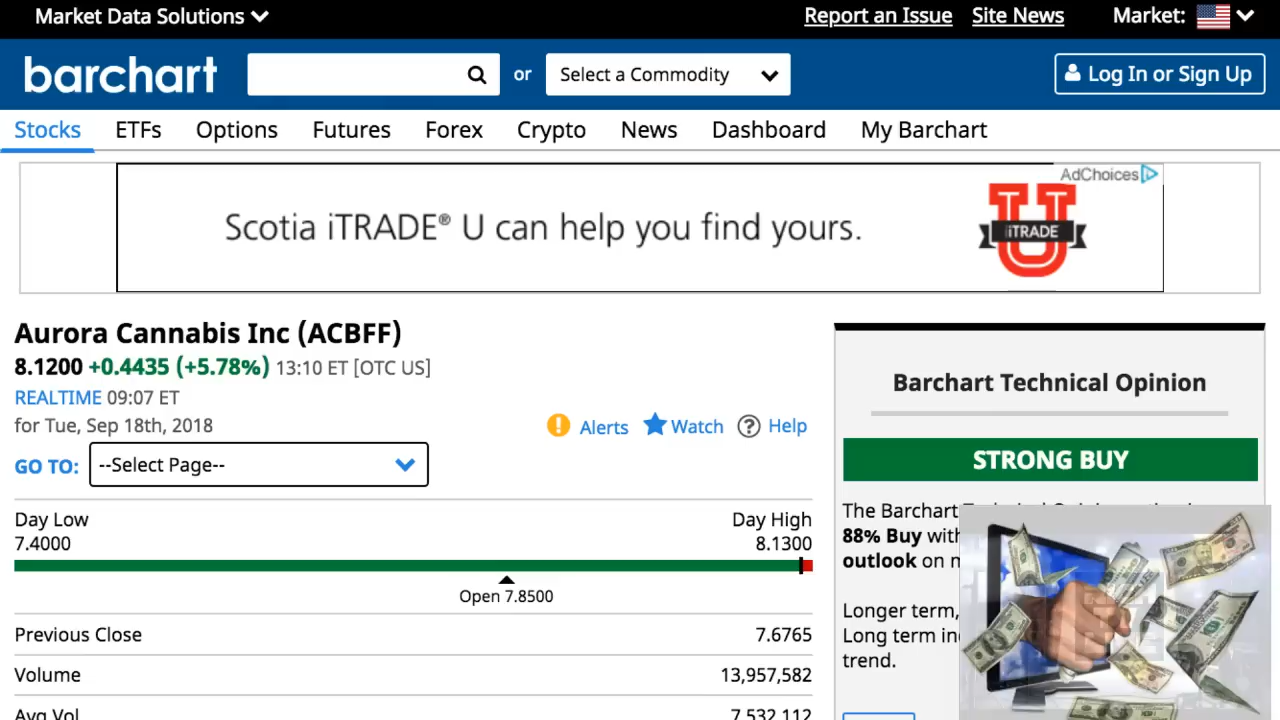 Market Data Solutions
Report an Issue
Site News
Market:
barchart
or
Select a Commodity
Log In or Sign Up
Stocks
ETFs
Options
Futures
Forex
Crypto
News
Dashboard
My Barchart
AdChoices
Scotia iTRADE® U can help you find yours.
iTRADE
Aurora Cannabis Inc (ACBFF)
8.1200 +0.4435 (+5.78%) 13:10 ET [OTC US]
REALTIME 09:07 ET
for Tue, Sep 18th, 2018
Alerts
Watch
Help
GO TO:
--Select Page--
Day Low
Day High
7.4000
8.1300
Open 7.8500
Previous Close
7.6765
Volume
13,957,582
Avg Vol
7,532,112
Barchart Technical Opinion
STRONG BUY
The Barchart
88% Buy with
outlook on
Longer term,
Long term
trend.